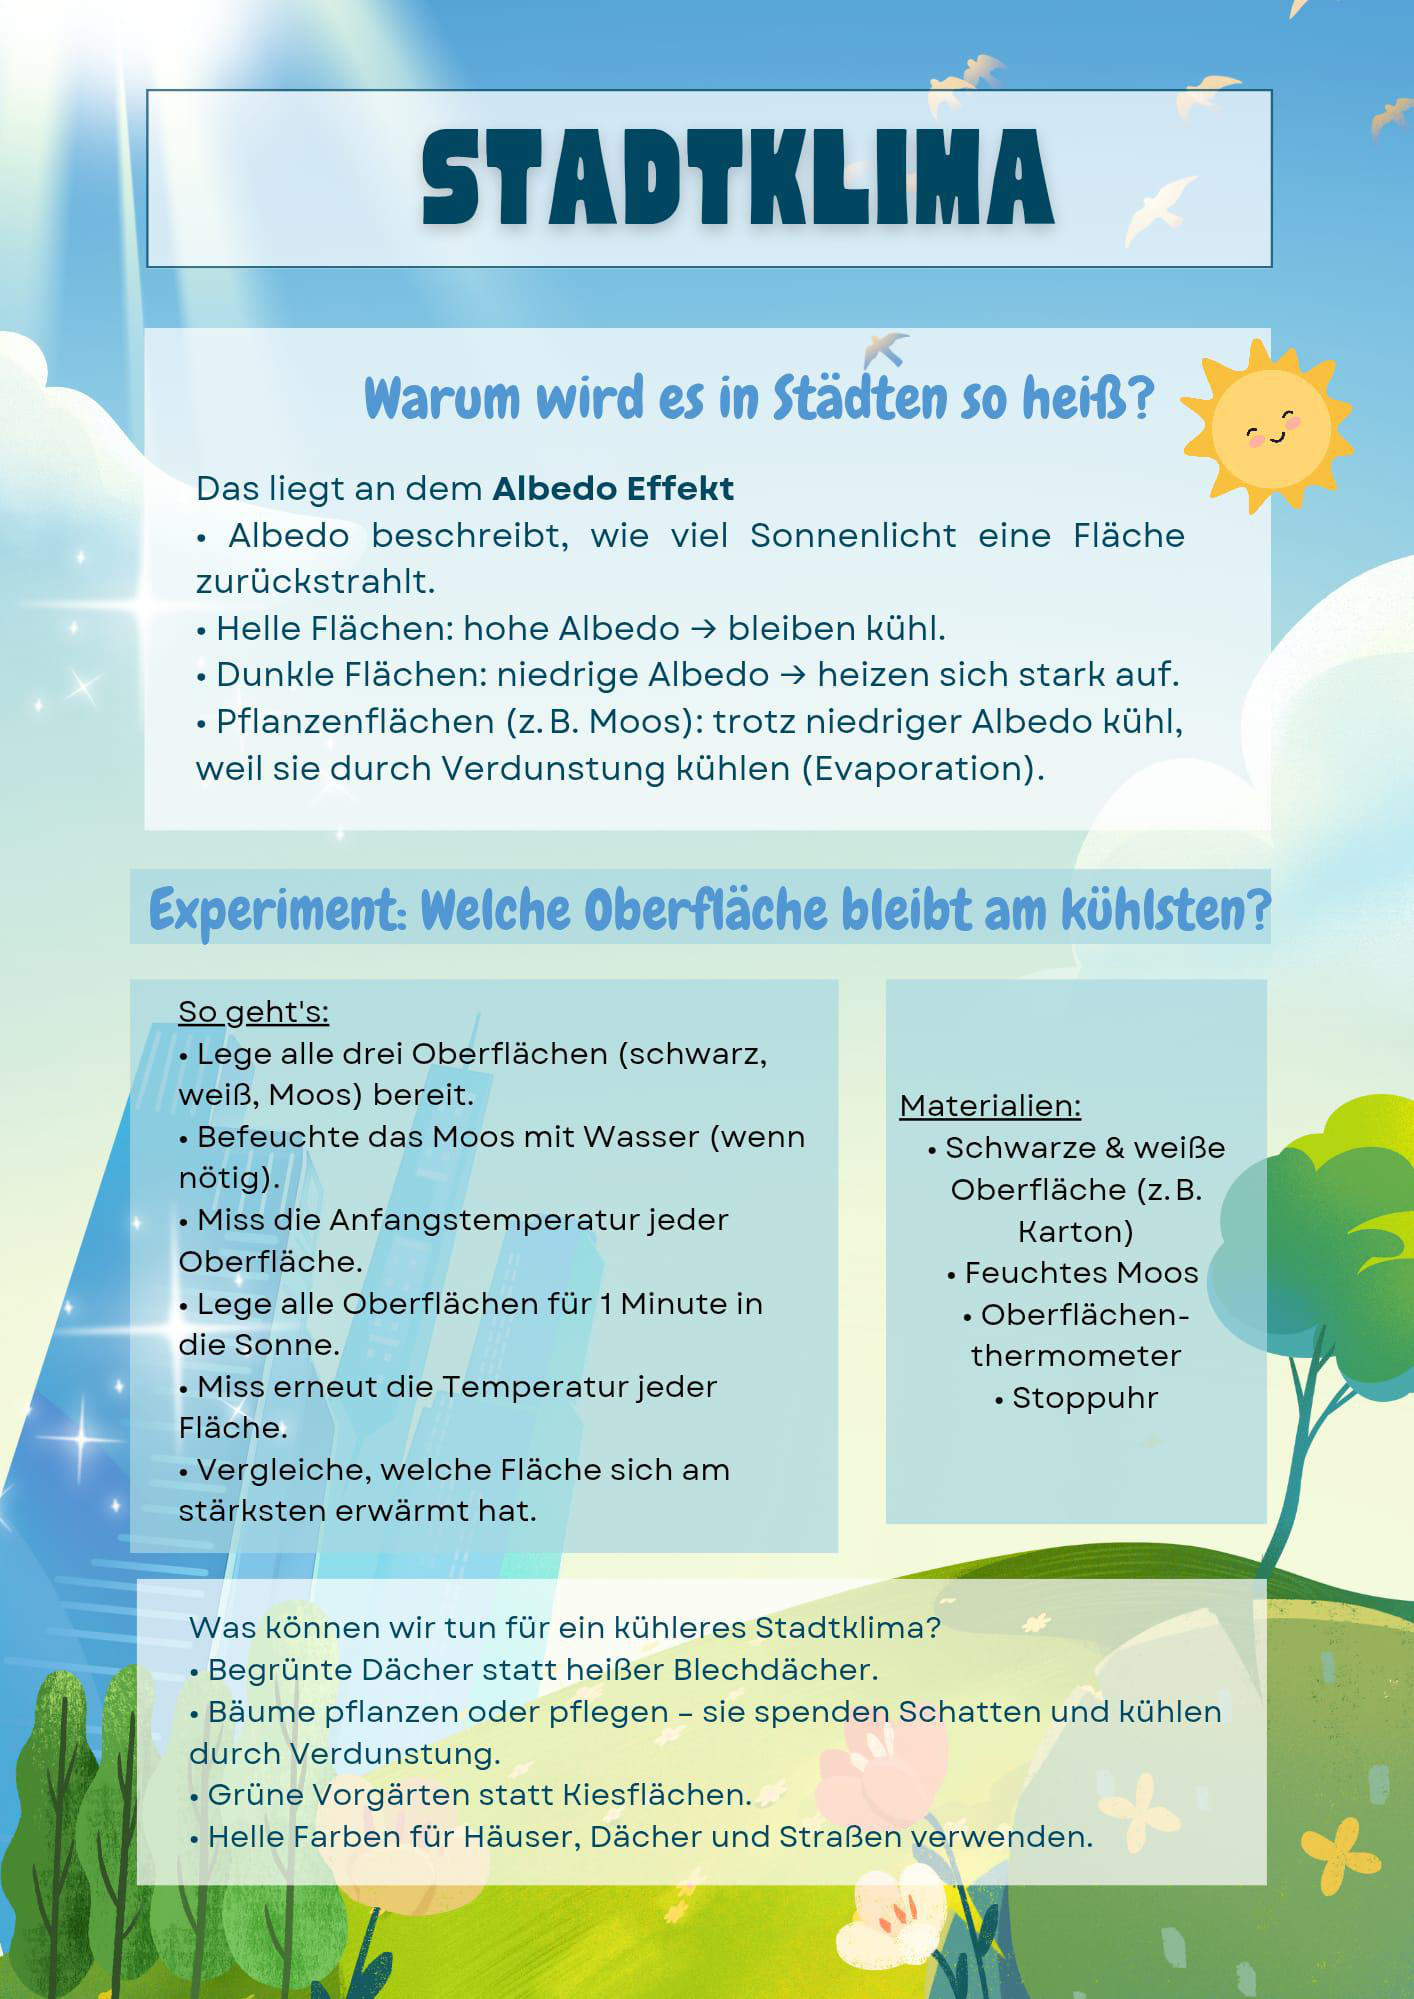 STADTKLIMA
Warum wird es in Städten so heiß?
Das liegt an dem Albedo Effekt
• Albedo beschreibt, wie viel Sonnenlicht eine Fläche
zurückstrahlt.
• Helle Flächen: hohe Albedo → bleiben kühl.
• Dunkle Flächen: niedrige Albedo → heizen sich stark auf.
• Pflanzenflächen (z. B. Moos): trotz niedriger Albedo kühl,
weil sie durch Verdunstung kühlen (Evaporation).
Experiment: Welche Oberfläche bleibt am kühlsten?
So geht's:
• Lege alle drei Oberflächen (schwarz,
weiß, Moos) bereit.
• Befeuchte das Moos mit Wasser (wenn
nötig).
• Miss die Anfangstemperatur jeder
Oberfläche.
• Lege alle Oberflächen für 1 Minute in
die Sonne.
• Miss erneut die Temperatur jeder
Fläche.
• Vergleiche, welche Fläche sich am
stärksten erwärmt hat.
Materialien:
• Schwarze & weiße
Oberfläche (z. B.
Karton)
• Feuchtes Moos
• Oberflächen-
thermometer
• Stoppuhr
Was können wir tun für ein kühleres Stadtklima?
• Begrünte Dächer statt heißer Blechdächer.
• Bäume pflanzen oder pflegen – sie spenden Schatten und kühlen
durch Verdunstung.
• Grüne Vorgärten statt Kiesflächen.
• Helle Farben für Häuser, Dächer und Straßen verwenden.